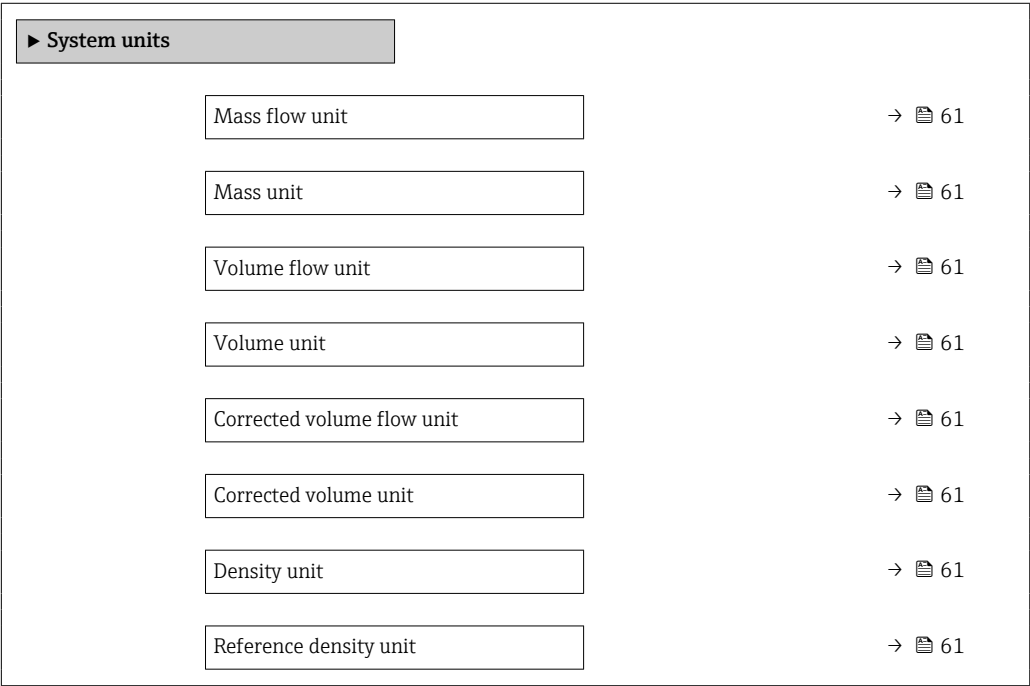 ▶ System units
Mass flow unit → 🖹 61
Mass unit → 🖹 61
Volume flow unit → 🖹 61
Volume unit → 🖹 61
Corrected volume flow unit → 🖹 61
Corrected volume unit → 🖹 61
Density unit → 🖹 61
Reference density unit → 🖹 61